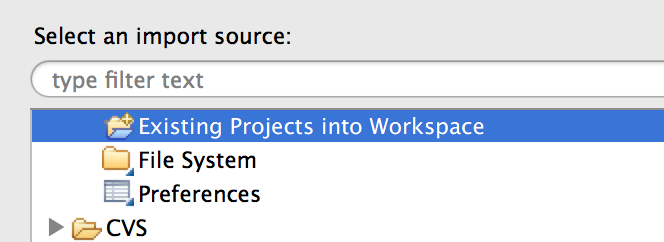 Select an import source:
type filter text
Existing Projects into Workspace
File System
Preferences
CVS